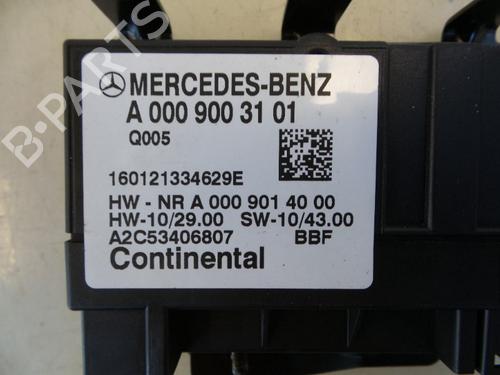 MERCEDES-BENZ
A 000 900 31 01
Q005
160121334629E
HW - NR A 000 901 40 00
HW-10/29.00 SW-10/43.00
A2C53406807 BBF
Continental
B-PARTS